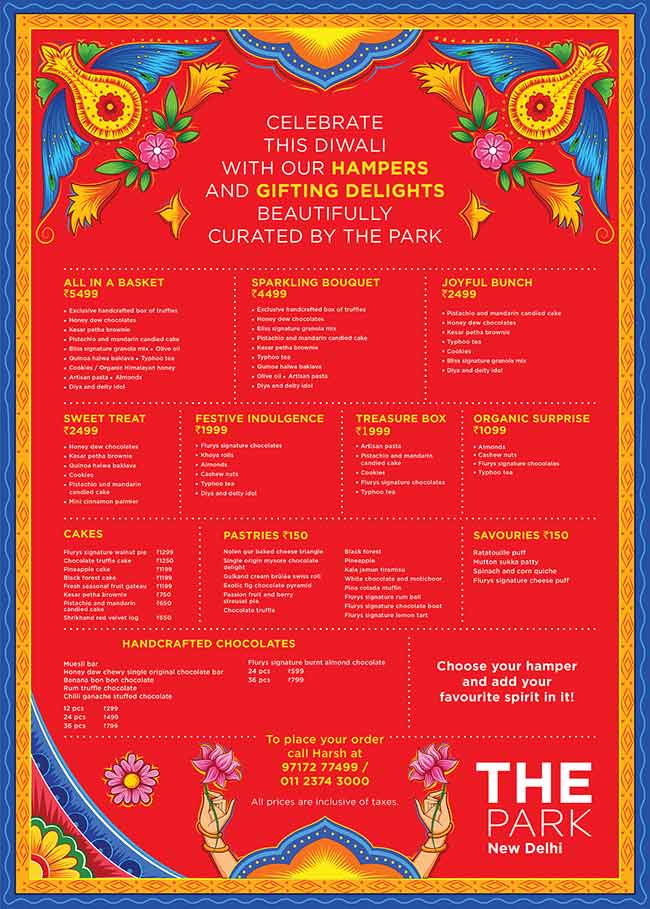 CELEBRATE
THIS DIWALI
WITH OUR HAMPERS
AND GIFTING DELIGHTS
BEAUTIFULLY
CURATED BY THE PARK
ALL IN A BASKET
₹5499
• Exclusive handcrafted box of truffles
• Honey dew chocolates
• Kesar petha brownie
• Pistachio and mandarin candied cake
• Bliss signature granola mix • Olive oil
• Quinoa halwa baklava • Typhoo tea
• Cookies / Organic Himalayan honey
• Artisan pasta • Almonds
• Diya and deity idol
SPARKLING BOUQUET
₹4499
• Exclusive handcrafted box of truffles
• Honey dew chocolates
• Bliss signature granola mix
• Pistachio and mandarin candied cake
• Kesar petha brownie
• Typhoo tea
• Quinoa halwa baklava
• Olive oil • Artisan pasta
• Diya and deity idol
JOYFUL BUNCH
₹2499
• Pistachio and mandarin candied cake
• Honey dew chocolates
• Kesar petha brownie
• Typhoo tea
• Cookies
• Bliss signature granola mix
• Diya and deity idol
SWEET TREAT
₹2499
• Honey dew chocolates
• Kesar petha brownie
• Quinoa halwa baklava
• Cookies
• Pistachio and mandarin
candied cake
• Mini cinnamon palmier
FESTIVE INDULGENCE
₹1999
• Flurys signature chocolates
• Khoya rolls
• Almonds
• Cashew nuts
• Typhoo tea
• Diya and deity idol
TREASURE BOX
₹1999
• Artisan pasta
• Pistachio and mandarin
candied cake
• Cookies
• Flurys signature chocolates
• Typhoo tea
ORGANIC SURPRISE
₹1099
• Almonds
• Cashew nuts
• Flurys signature chocolates
• Typhoo tea
CAKES
Flurys signature walnut pie ₹1299
Chocolate truffle cake ₹1250
Pineapple cake ₹1199
Black forest cake ₹1199
Fresh seasonal fruit gateau ₹1199
Kesar petha brownie ₹750
Pistachio and mandarin
candied cake ₹650
Shrikhand red velvet log ₹550
PASTRIES ₹150
Nolen gur baked cheese triangle
Single origin mysore chocolate
delight
Gulkand cream brûlée swiss roll
Exotic fig chocolate pyramid
Passion fruit and berry
streusel pie
Chocolate truffle
Black forest
Pineapple
Kala jamun tiramisu
White chocolate and motichoor
Pina colada muffin
Flurys signature rum ball
Flurys signature chocolate boat
Flurys signature lemon tart
SAVOURIES ₹150
Ratatouille puff
Mutton sukka patty
Spinach and corn quiche
Flurys signature cheese puff
HANDCRAFTED CHOCOLATES
Muesli bar
Honey dew chewy single original chocolate bar
Banana bon bon chocolate
Rum truffle chocolate
Chilli ganache stuffed chocolate
12 pcs ₹299
24 pcs ₹499
36 pcs ₹799
Flurys signature burnt almond chocolate
24 pcs ₹599
36 pcs ₹799
Choose your hamper
and add your
favourite spirit in it!
To place your order
call Harsh at
97172 77499 /
011 2374 3000
All prices are inclusive of taxes.
THE
PARK
New Delhi